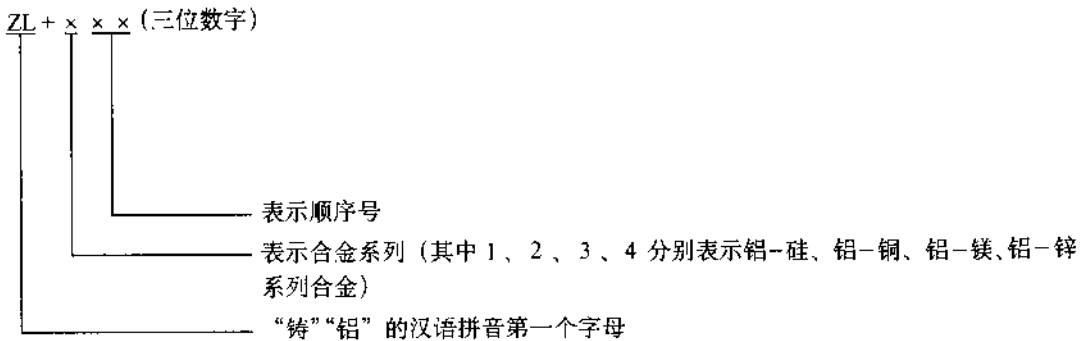 ZL + × × × (三位数字)
表示顺序号
表示合金系列 (其中 1 、 2 、 3 、 4 分别表示铝-硅、铝-铜、铝-镁、铝-锌
系列合金)
“铸”“铝” 的汉语拼音第一个字母